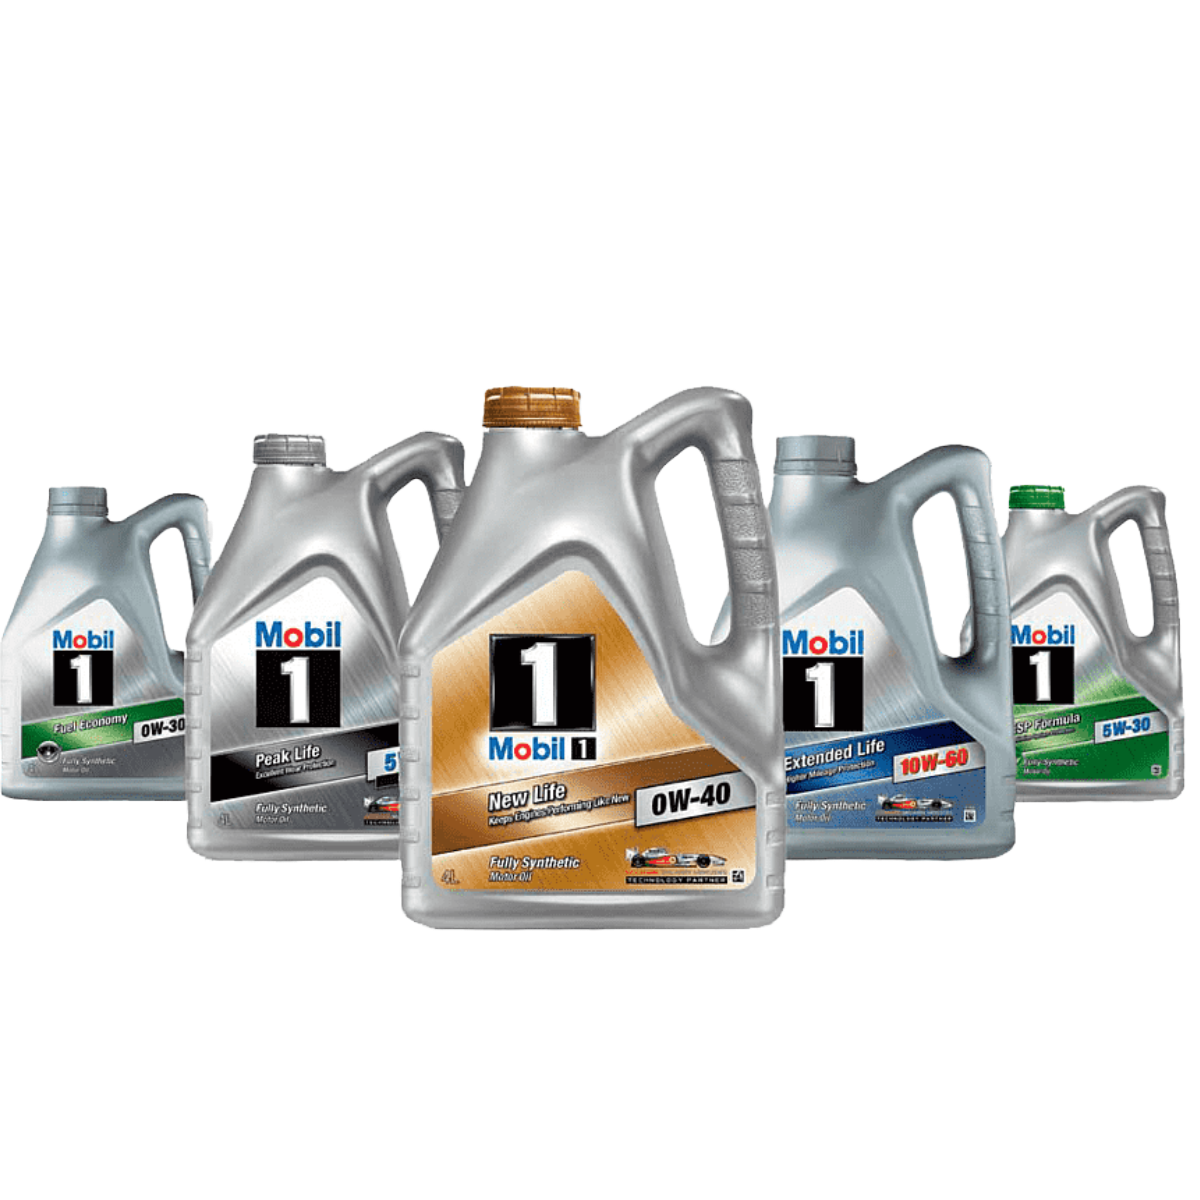 Mobil
1
Fuel Economy
0W-30
Fully Synthetic
Motor Oil
Mobil
1
Peak Life
Excellent Wear Protection
5
Fully Synthetic
Motor Oil
4L
1
Mobil 1
New Life
Keeps Engines Performing Like New
0W-40
Fully Synthetic
Motor Oil
4L
TECHNOLOGY PARTNER
Mobil
1
Extended Life
Higher Mileage Protection
10W-60
Fully Synthetic
Motor Oil
TECHNOLOGY PARTNER
Mobil
1
SP Formula
5W-30
Fully Synthetic
Motor Oil